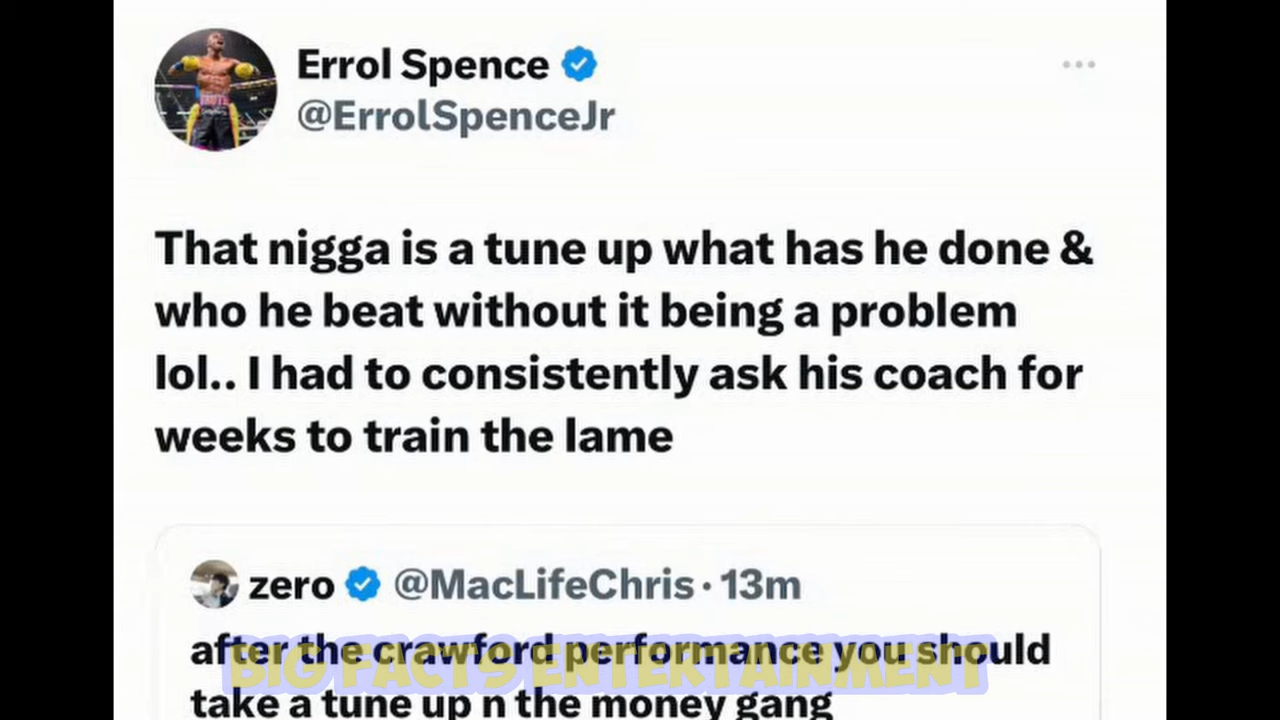 Errol Spence
@ErrolSpenceJr
That nigga is a tune up what has he done &
who he beat without it being a problem
lol.. I had to consistently ask his coach for
weeks to train the lame
zero @MacLifeChris · 13m
after the crawford performance you should
BIG FACTS ENTERTAINMENT
take a tune up n the money gang